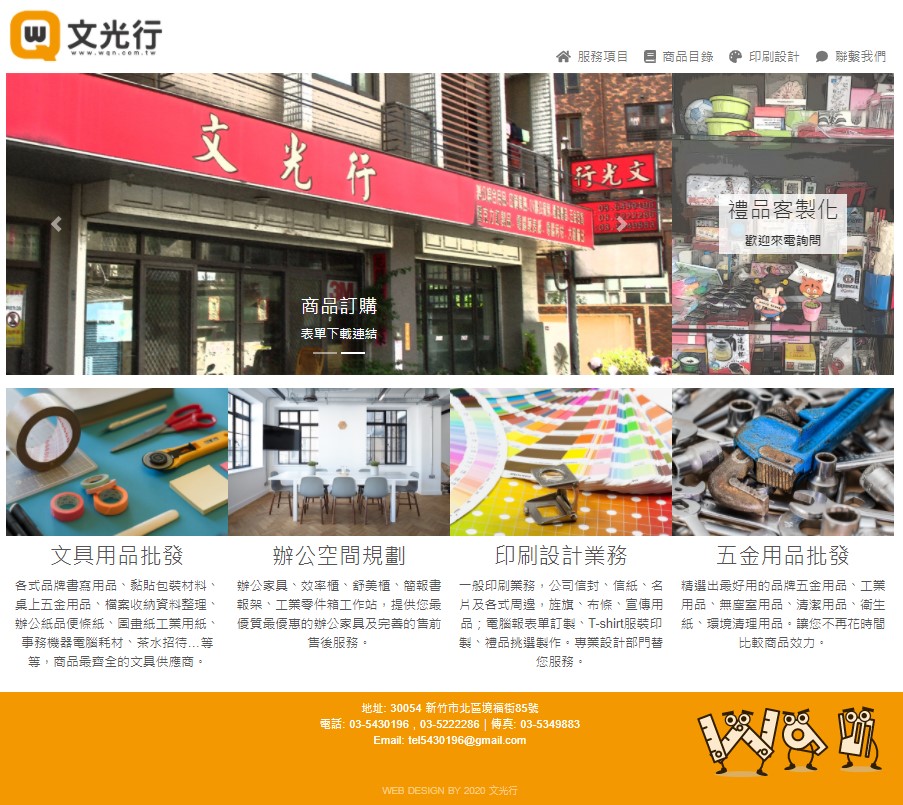 文光行
www.wqn.com.tw
服務項目
商品目錄
印刷設計
聯繫我們
文光行
行光文
3M
商品訂購
表單下載連結
禮品客製化
歡迎來電詢問
文具用品批發
各式品牌書寫用品、黏貼包裝材料、
桌上五金用品、檔案收納資料整理、
辦公紙品便條紙、圖畫紙工業用紙、
事務機器電腦耗材、茶水招待...等
等，商品最齊全的文具供應商。
辦公空間規劃
辦公家具、效率櫃、舒美櫃、簡報書
報架、工業零件箱工作站，提供您最
優質最優惠的辦公家具及完善的售前
售後服務。
印刷設計業務
一般印刷業務，公司信封、信紙、名
片及各式周邊，旌旗、布條、宣傳用
品；電腦報表單訂製、T-shirt服裝印
製、禮品挑選製作。專業設計部門替
您服務。
五金用品批發
精選出最好用的品牌五金用品、工業
用品、無塵室用品、清潔用品、衛生
紙、環境清理用品。讓您不再花時間
比較商品效力。
地址: 30054 新竹市北區境福街85號
電話: 03-5430196 , 03-5222286 | 傳真: 03-5349883
Email: tel5430196@gmail.com
WEB DESIGN BY 2020 文光行